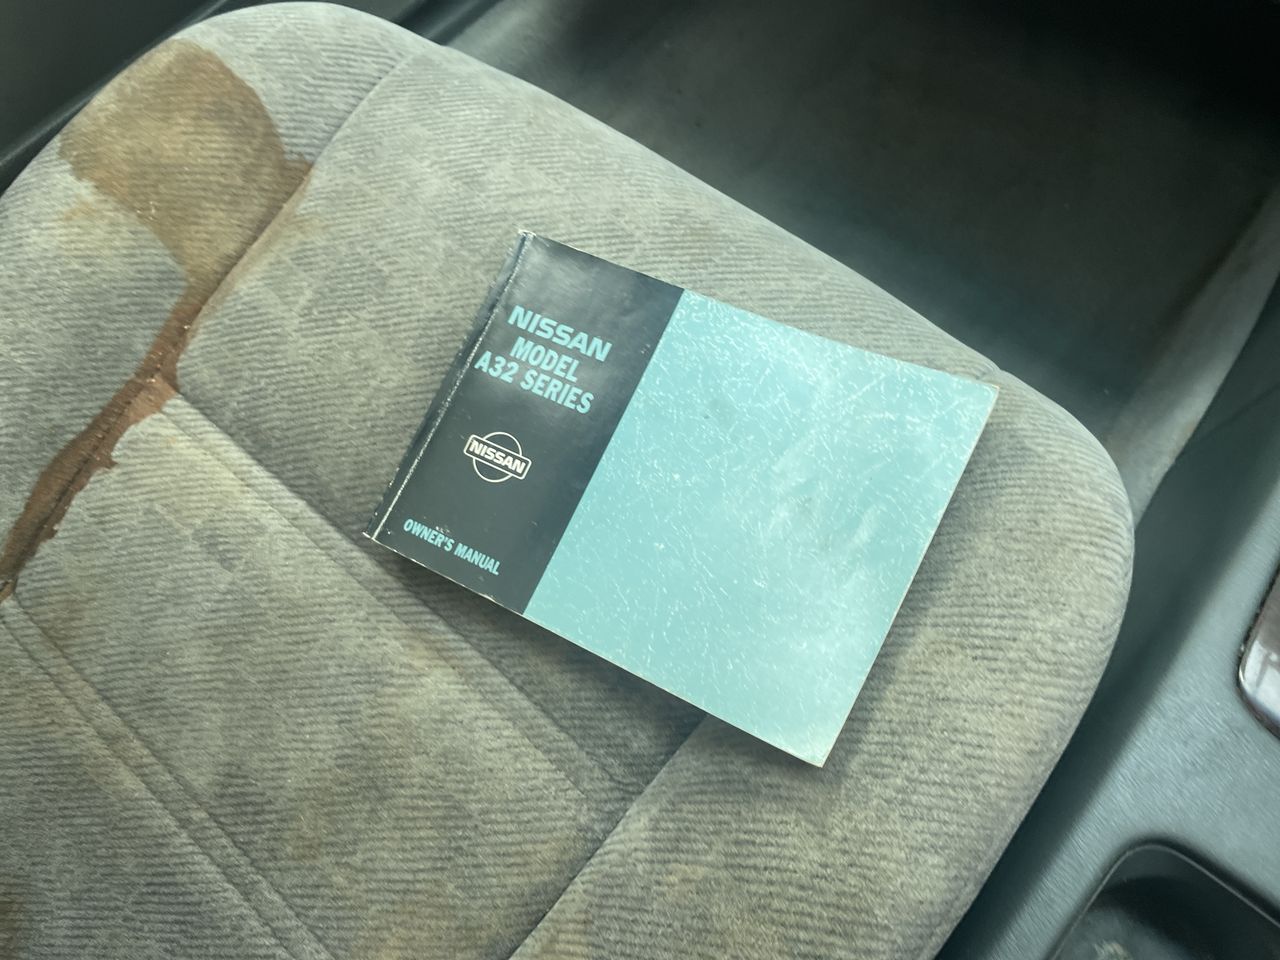 NISSAN
MODEL
A32 SERIES
NISSAN
OWNER'S MANUAL